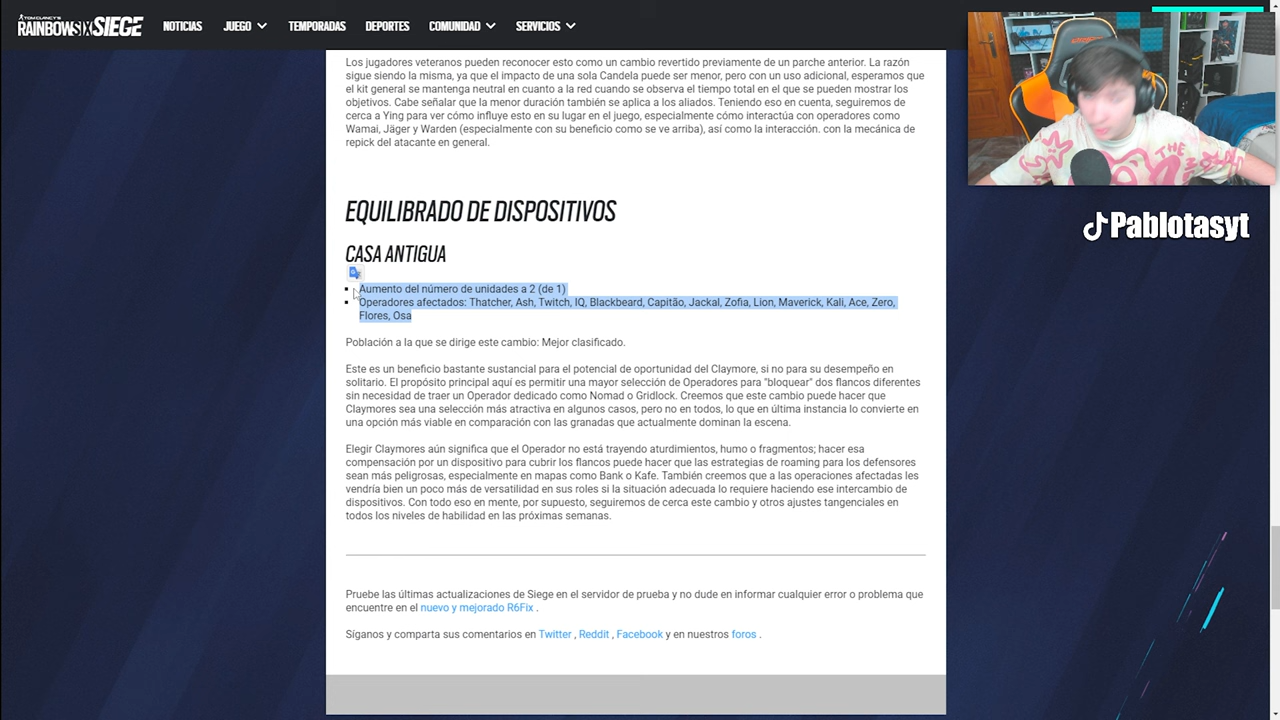 TOM CLANCY'S
RAINBOWSIX SIEGE
NOTICIAS
JUEGO
TEMPORADAS
DEPORTES
COMUNIDAD
SERVICIOS
Los jugadores veteranos pueden reconocer esto como un cambio revertido previamente de un parche anterior. La razón
sigue siendo la misma, ya que el impacto de una sola Candela puede ser menor, pero con un uso adicional, esperamos que
el kit general se mantenga neutral en cuanto a la red cuando se observa el tiempo total en el que se pueden mostrar los
objetivos. Cabe señalar que la menor duración también se aplica a los aliados. Teniendo eso en cuenta, seguiremos de
cerca a Ying para ver cómo influye esto en su lugar en el juego, especialmente cómo interactúa con operadores como
Wamai, Jäger y Warden (especialmente con su beneficio como se ve arriba), así como la interacción. con la mecánica de
repick del atacante en general.
EQUILIBRADO DE DISPOSITIVOS
CASA ANTIGUA
Aumento del número de unidades a 2 (de 1)
Operadores afectados: Thatcher, Ash, Twitch, IQ, Blackbeard, Capitão, Jackal, Zofia, Lion, Maverick, Kali, Ace, Zero,
Flores, Osa
Población a la que se dirige este cambio: Mejor clasificado.
Este es un beneficio bastante sustancial para el potencial de oportunidad del Claymore, si no para su desempeño en
solitario. El propósito principal aquí es permitir una mayor selección de Operadores para "bloquear" dos flancos diferentes
sin necesidad de traer un Operador dedicado como Nomad o Gridlock. Creemos que este cambio puede hacer que
Claymores sea una selección más atractiva en algunos casos, pero no en todos, lo que en última instancia lo convierte en
una opción más viable en comparación con las granadas que actualmente dominan la escena.
Elegir Claymores aún significa que el Operador no está trayendo aturdimientos, humo o fragmentos; hacer esa
compensación por un dispositivo para cubrir los flancos puede hacer que las estrategias de roaming para los defensores
sean más peligrosas, especialmente en mapas como Bank o Kafe. También creemos que a las operaciones afectadas les
vendría bien un poco más de versatilidad en sus roles si la situación adecuada lo requiere haciendo ese intercambio de
dispositivos. Con todo eso en mente, por supuesto, seguiremos de cerca este cambio y otros ajustes tangenciales en
todos los niveles de habilidad en las próximas semanas.
Pruebe las últimas actualizaciones de Siege en el servidor de prueba y no dude en informar cualquier error o problema que
encuentre en el nuevo y mejorado R6Fix .
Síganos y comparta sus comentarios en Twitter , Reddit , Facebook y en nuestros foros .
Pablotasyt
THE